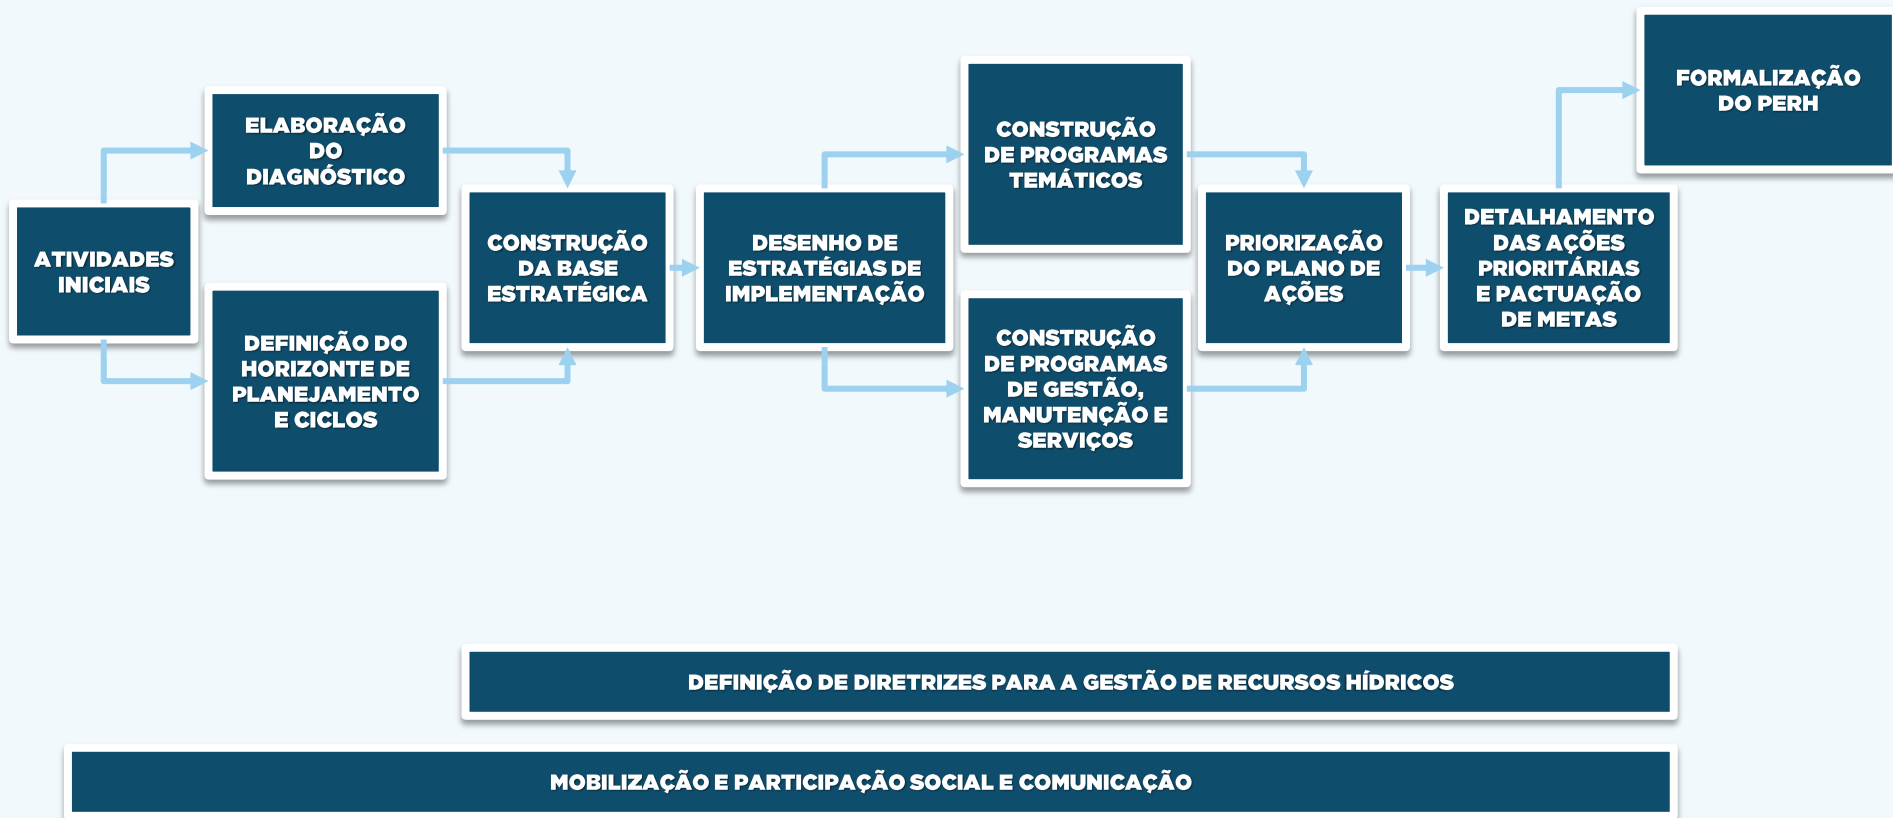 ATIVIDADES
INICIAIS
ELABORAÇÃO
DO
DIAGNÓSTICO
DEFINIÇÃO DO
HORIZONTE DE
PLANEJAMENTO
E CICLOS
CONSTRUÇÃO
DA BASE
ESTRATÉGICA
DESENHO DE
ESTRATÉGIAS DE
IMPLEMENTAÇÃO
CONSTRUÇÃO
DE PROGRAMAS
TEMÁTICOS
CONSTRUÇÃO
DE PROGRAMAS
DE GESTÃO,
MANUTENÇÃO E
SERVIÇOS
PRIORIZAÇÃO
DO PLANO DE
AÇÕES
DETALHAMENTO
DAS AÇÕES
PRIORITÁRIAS
E PACTUAÇÃO
DE METAS
FORMALIZAÇÃO
DO PERH
DEFINIÇÃO DE DIRETRIZES PARA A GESTÃO DE RECURSOS HÍDRICOS
MOBILIZAÇÃO E PARTICIPAÇÃO SOCIAL E COMUNICAÇÃO